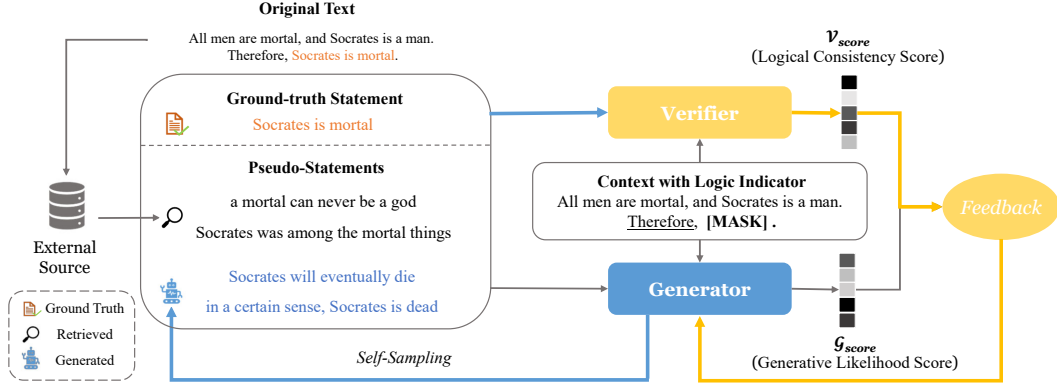 Original Text
All men are mortal, and Socrates is a man.
Therefore, Socrates is mortal.
Ground-truth Statement
Socrates is mortal
Pseudo-Statements
a mortal can never be a god
Socrates was among the mortal things
Socrates will eventually die
in a certain sense, Socrates is dead
External
Source
Ground Truth
Retrieved
Generated
Self-Sampling
Verifier
Context with Logic Indicator
All men are mortal, and Socrates is a man.
Therefore, [MASK] .
Generator
𝒱score
(Logical Consistency Score)
𝒢score
(Generative Likelihood Score)
Feedback